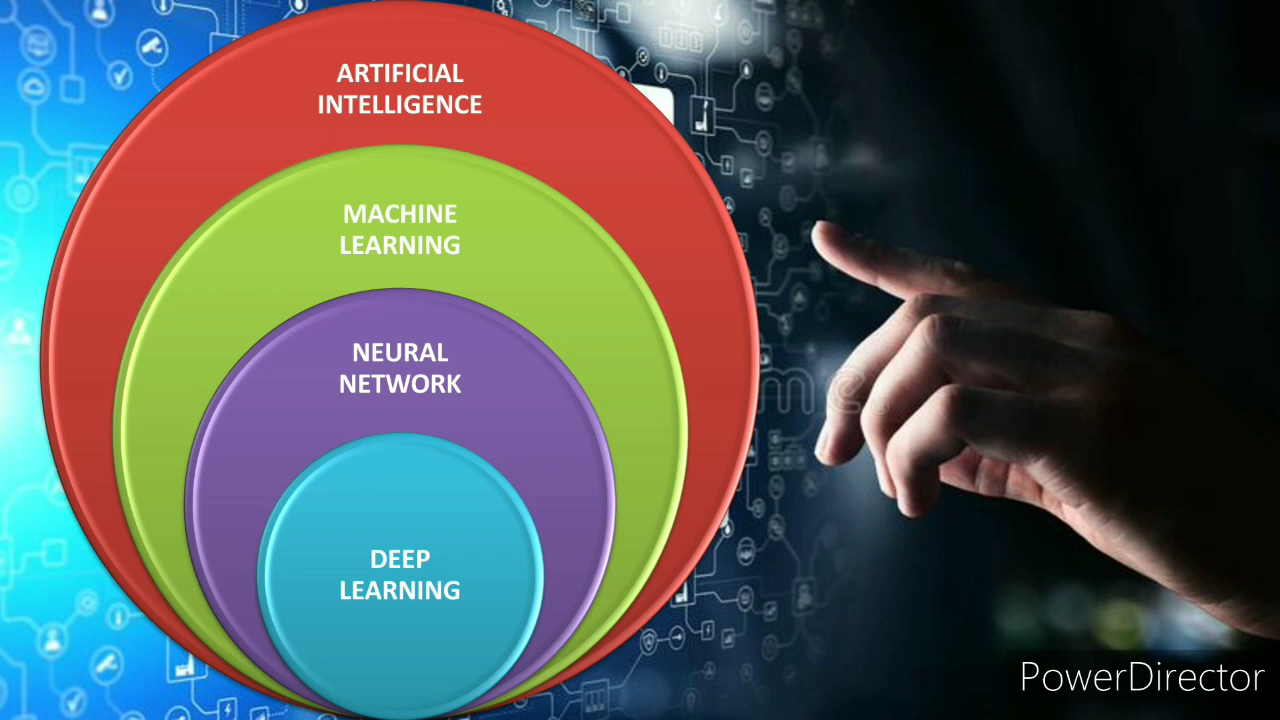 ARTIFICIAL
INTELLIGENCE
MACHINE
LEARNING
NEURAL
NETWORK
DEEP
LEARNING
PowerDirector